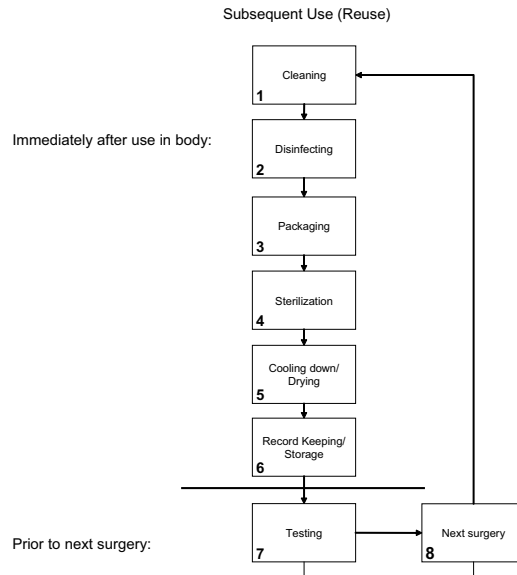 Subsequent Use (Reuse)
Cleaning
1
Immediately after use in body:
Disinfecting
2
Packaging
3
Sterilization
4
Cooling down/
Drying
5
Record Keeping/
Storage
6
Testing
7
Next surgery
8
Prior to next surgery: